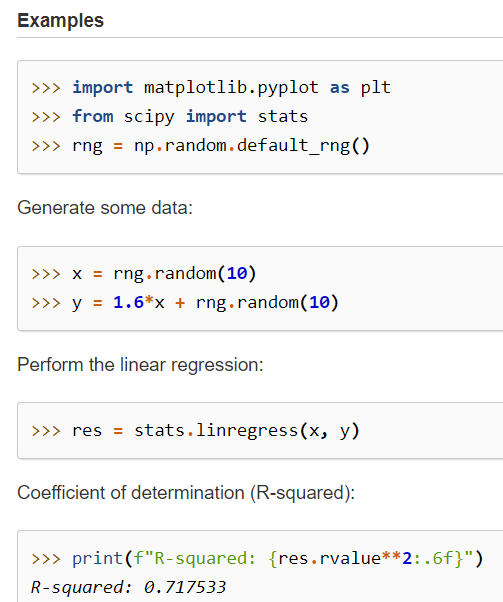 Examples
>>> import matplotlib.pyplot as plt
>>> from scipy import stats
>>> rng = np.random.default_rng()
Generate some data:
>>> x = rng.random(10)
>>> y = 1.6*x + rng.random(10)
Perform the linear regression:
>>> res = stats.linregress(x, y)
Coefficient of determination (R-squared):
>>> print(f"R-squared: {res.rvalue**2:.6f}")
R-squared: 0.717533